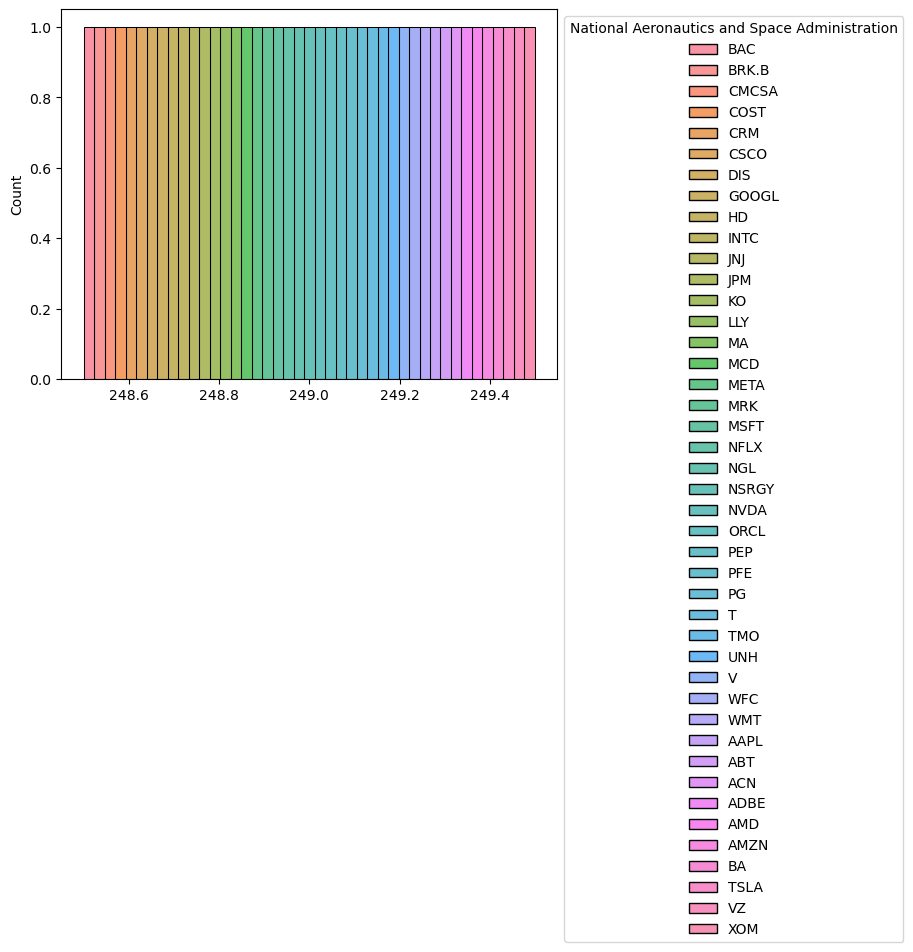 Count
1.0
0.8
0.6
0.4
0.2
0.0
248.6 248.8 249.0 249.2 249.4
National Aeronautics and Space Administration
BAC
BRK.B
CMCSA
COST
CRM
CSCO
DIS
GOOGL
HD
INTC
JNJ
JPM
KO
LLY
MA
MCD
META
MRK
MSFT
NFLX
NGL
NSRGY
NVDA
ORCL
PEP
PFE
PG
T
TMO
UNH
V
WFC
WMT
AAPL
ABT
ACN
ADBE
AMD
AMZN
BA
TSLA
VZ
XOM